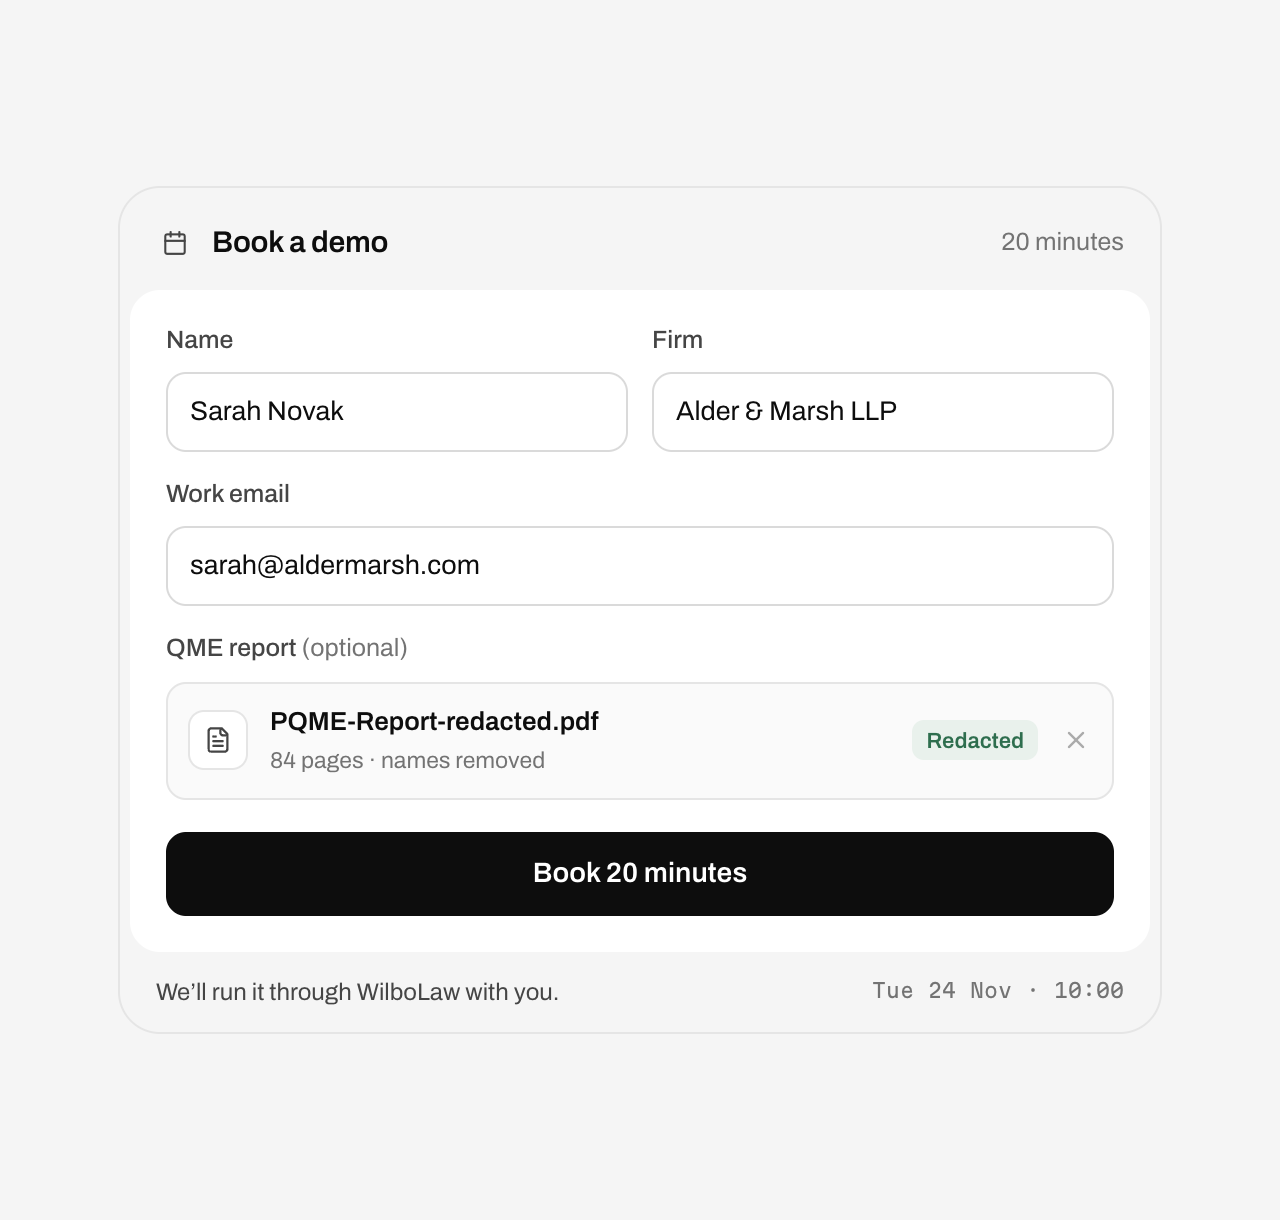 Book a demo
20 minutes
Name
Firm
Sarah Novak
Alder & Marsh LLP
Work email
sarah@aldermarsh.com
QME report (optional)
PQME-Report-redacted.pdf
84 pages · names removed
Redacted
Book 20 minutes
We’ll run it through WilboLaw with you.
Tue 24 Nov · 10:00